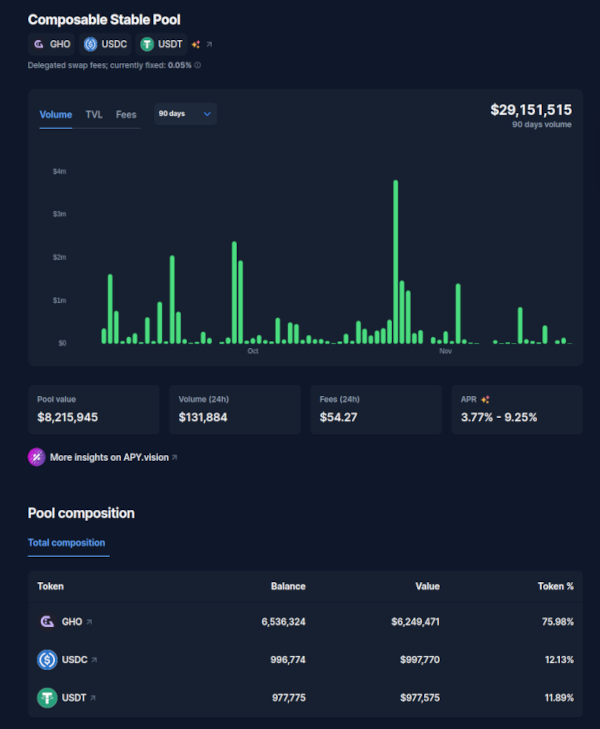 Composable Stable Pool
GHO USDC USDT
Delegated swap fees; currently fixed: 0.05%
Volume TVL Fees 90 days
$29,151,515
90 days volume
$4m
$3m
$2m
$1m
$0
Oct Nov
Pool value Volume (24h) Fees (24h) APR
$8,215,945 $131,884 $54.27 3.77% - 9.25%
More insights on APY.vision
Pool composition
Total composition
Token Balance Value Token %
GHO 6,536,324 $6,249,471 75.98%
USDC 996,774 $997,770 12.13%
USDT 977,775 $977,575 11.89%